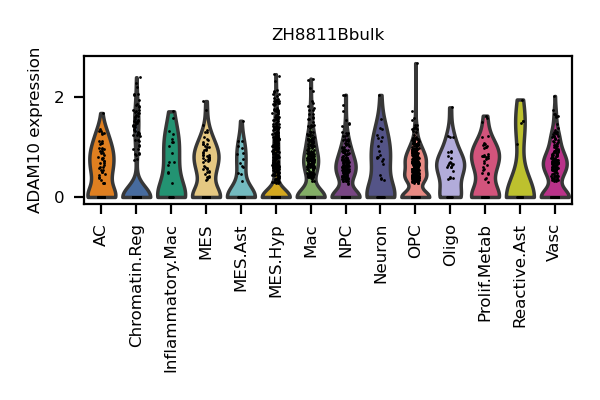 ZH8811Bbulk
ADAM10 expression
2
0
AC
Chromatin.Reg
Inflammatory.Mac
MES
MES.Ast
MES.Hyp
Mac
NPC
Neuron
OPC
Oligo
Prolif.Metab
Reactive.Ast
Vasc